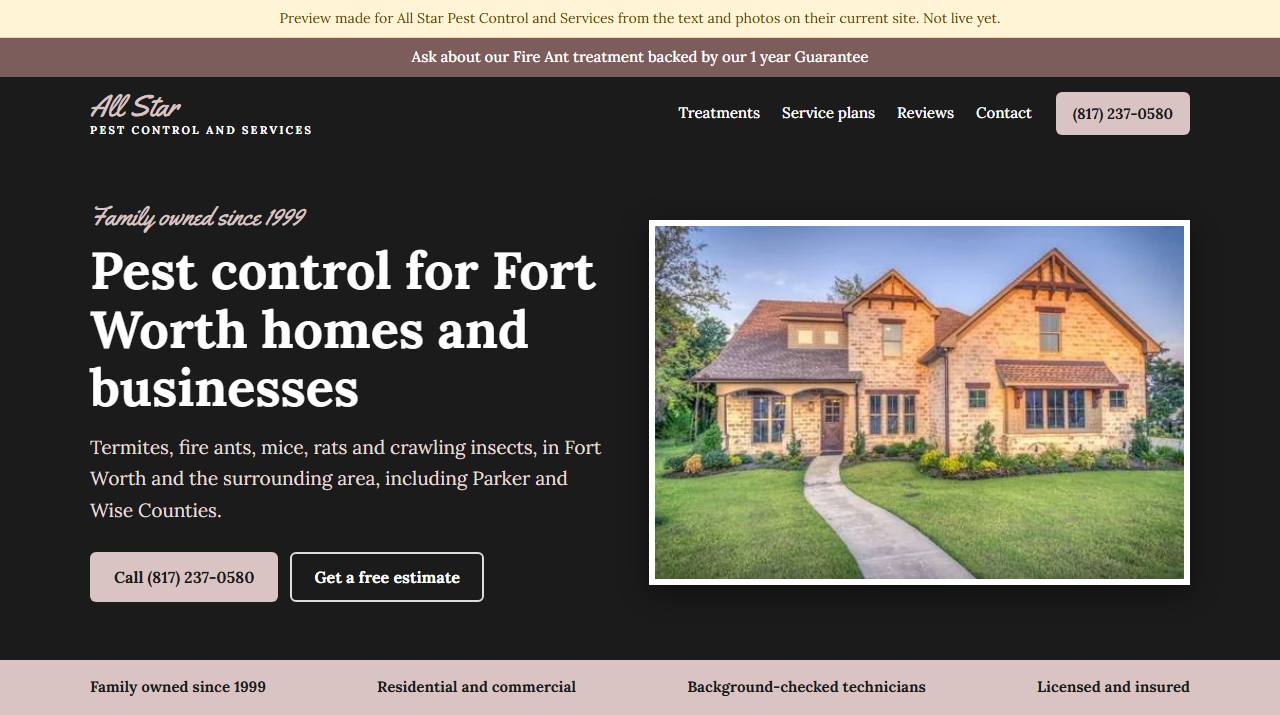 Preview made for All Star Pest Control and Services from the text and photos on their current site. Not live yet.
Ask about our Fire Ant treatment backed by our 1 year Guarantee
All Star
PEST CONTROL AND SERVICES
Treatments
Service plans
Reviews
Contact
(817) 237-0580
Family owned since 1999
Pest control for Fort
Worth homes and
businesses
Termites, fire ants, mice, rats and crawling insects, in Fort
Worth and the surrounding area, including Parker and
Wise Counties.
Call (817) 237-0580
Get a free estimate
Family owned since 1999
Residential and commercial
Background-checked technicians
Licensed and insured